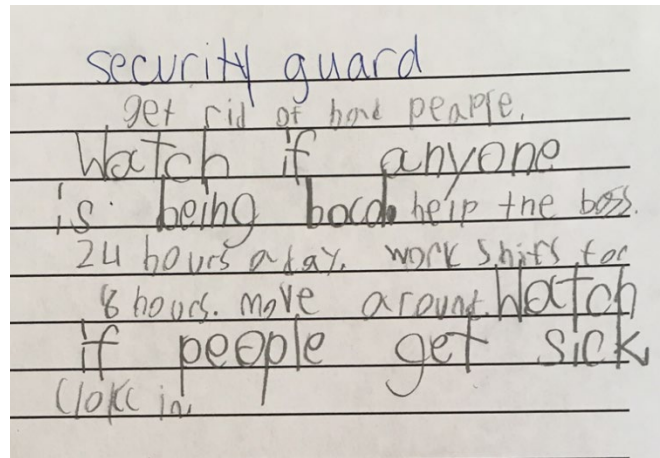 security guard
get rid of bad peaple.
Watch if anyone
is being bad help the boss.
24 hours a day. work shifs for
8 hours. move around. Watch
if people get sick
Clokc in